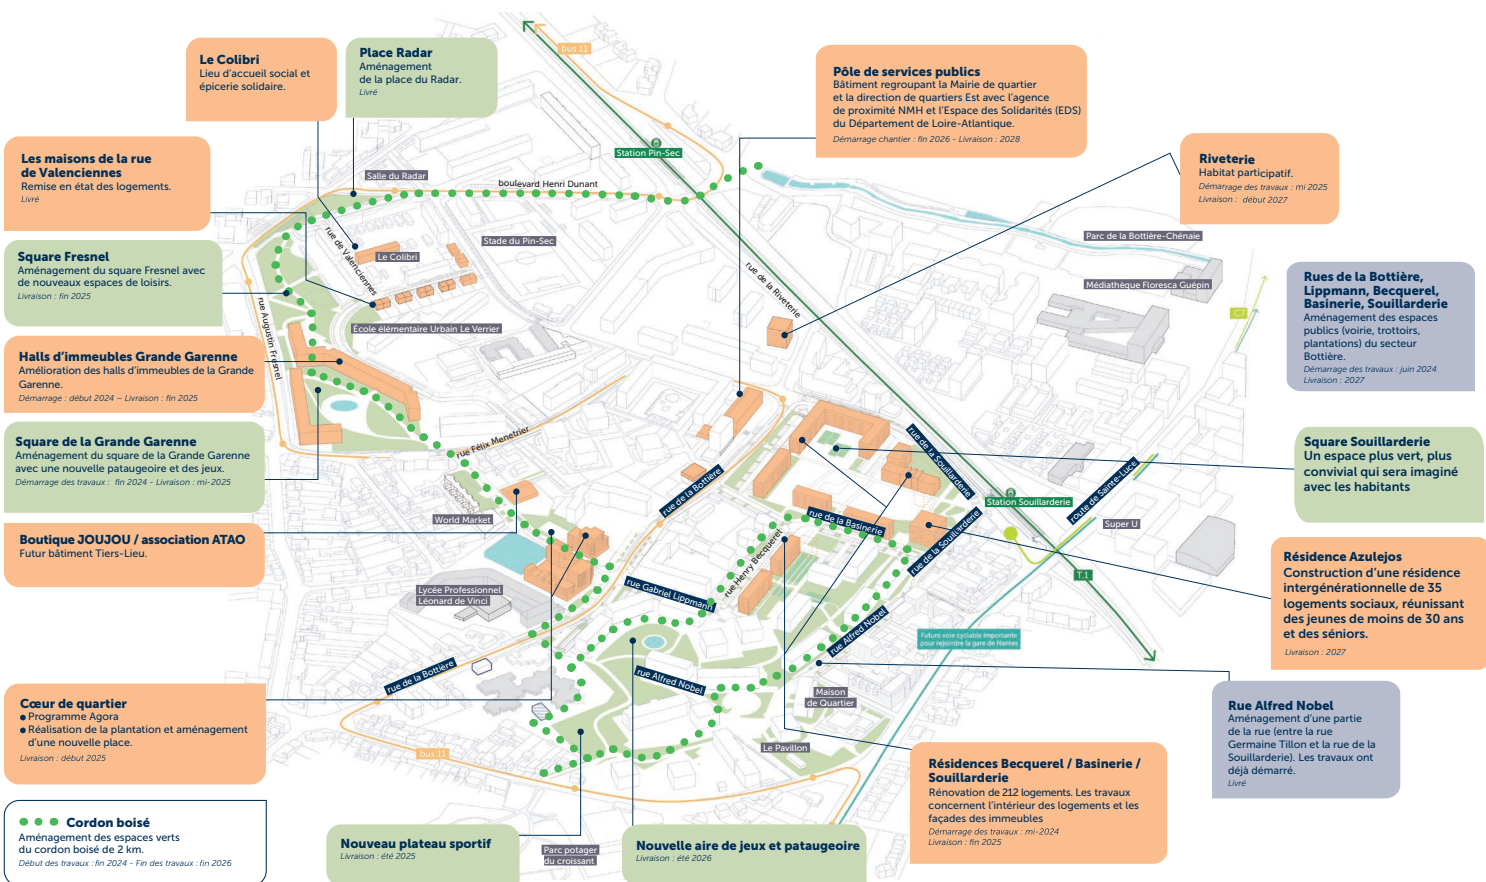 Le Colibri
Lieu d'accueil social et
épicerie solidaire.
Place Radar
Aménagement
de la place du Radar.
Livré
Pôle de services publics
Bâtiment regroupant la Mairie de quartier
et la direction de quartiers Est avec l'agence
de proximité NMH et l'Espace des Solidarités (EDS)
du Département de Loire-Atlantique.
Démarrage chantier : fin 2026 - Livraison : 2028
Les maisons de la rue
de Valenciennes
Remise en état des logements.
Livré
Riveterie
Habitat participatif.
Démarrage des travaux : mi 2025
Livraison : début 2027
Square Fresnel
Aménagement du square Fresnel avec
de nouveaux espaces de loisirs.
Livraison : fin 2025
Rues de la Bottière,
Lippmann, Becquerel,
Basinerie, Souillarderie
Aménagement des espaces
publics (voirie, trottoirs,
plantations) du secteur
Bottière.
Démarrage des travaux : juin 2024
Livraison : 2027
Halls d'immeubles Grande Garenne
Amélioration des halls d'immeubles de la Grande
Garenne.
Démarrage : début 2024 – Livraison : fin 2025
Square de la Grande Garenne
Aménagement du square de la Grande Garenne
avec une nouvelle pataugeoire et des jeux.
Démarrage des travaux : fin 2024 - Livraison : mi-2025
Square Souillarderie
Un espace plus vert, plus
convivial qui sera imaginé
avec les habitants
Boutique JOUJOU / association ATAO
Futur bâtiment Tiers-Lieu.
Résidence Azulejos
Construction d'une résidence
intergénérationnelle de 35
logements sociaux, réunissant
des jeunes de moins de 30 ans
et des séniors.
Livraison : 2027
Cœur de quartier
● Programme Agora
● Réalisation de la plantation et aménagement
d'une nouvelle place.
Livraison : début 2025
Rue Alfred Nobel
Aménagement d'une partie
de la rue (entre la rue
Germaine Tillon et la rue de la
Souillarderie). Les travaux ont
déjà démarré.
Livré
Résidences Becquerel / Basinerie /
Souillarderie
Rénovation de 212 logements. Les travaux
concernent l'intérieur des logements et les
façades des immeubles
Démarrage des travaux : mi-2024
Livraison : fin 2025
Cordon boisé
Aménagement des espaces verts
du cordon boisé de 2 km.
Début des travaux : fin 2024 - Fin des travaux : fin 2026
Nouveau plateau sportif
Livraison : été 2025
Nouvelle aire de jeux et pataugeoire
Livraison : été 2026
bus 11
Station Pin-Sec
Salle du Radar
boulevard Henri Dunant
rue de Valenciennes
Stade du Pin-Sec
Le Colibri
École élémentaire Urbain Le Verrier
rue Augustin Fresnel
rue de la Riveterie
Parc de la Bottière-Chénaie
Médiathèque Floresca Guépin
C7
rue Félix Menetrier
World Market
rue de la Bottière
rue de la Souillarderie
Station Souillarderie
route de Sainte-Luce
Super U
rue de la Basinerie
rue de la Souillarderie
rue Henry Becquerel
rue Gabriel Lippmann
Lycée Professionnel
Léonard de Vinci
T.1
Future voie cyclable importante
pour rejoindre la gare de Nantes
rue Alfred Nobel
rue Alfred Nobel
rue de la Bottière
Maison
de Quartier
Le Pavillon
bus 11
Parc potager
du croissant